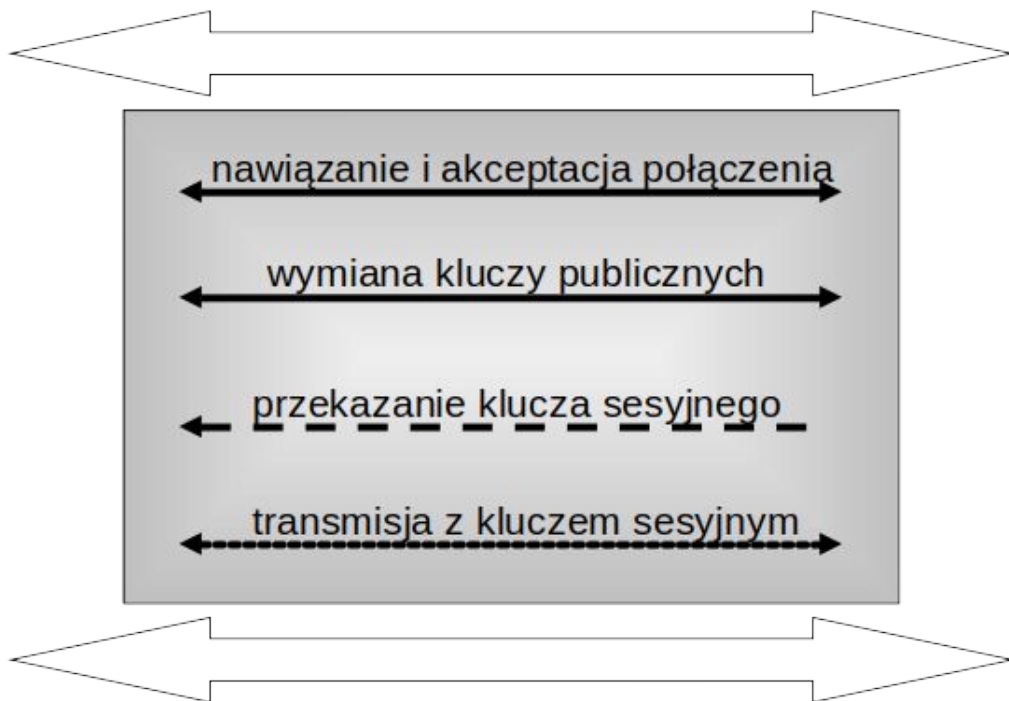 nawiązanie i akceptacja połączenia
wymiana kluczy publicznych
przekazanie klucza sesyjnego
transmisja z kluczem sesyjnym